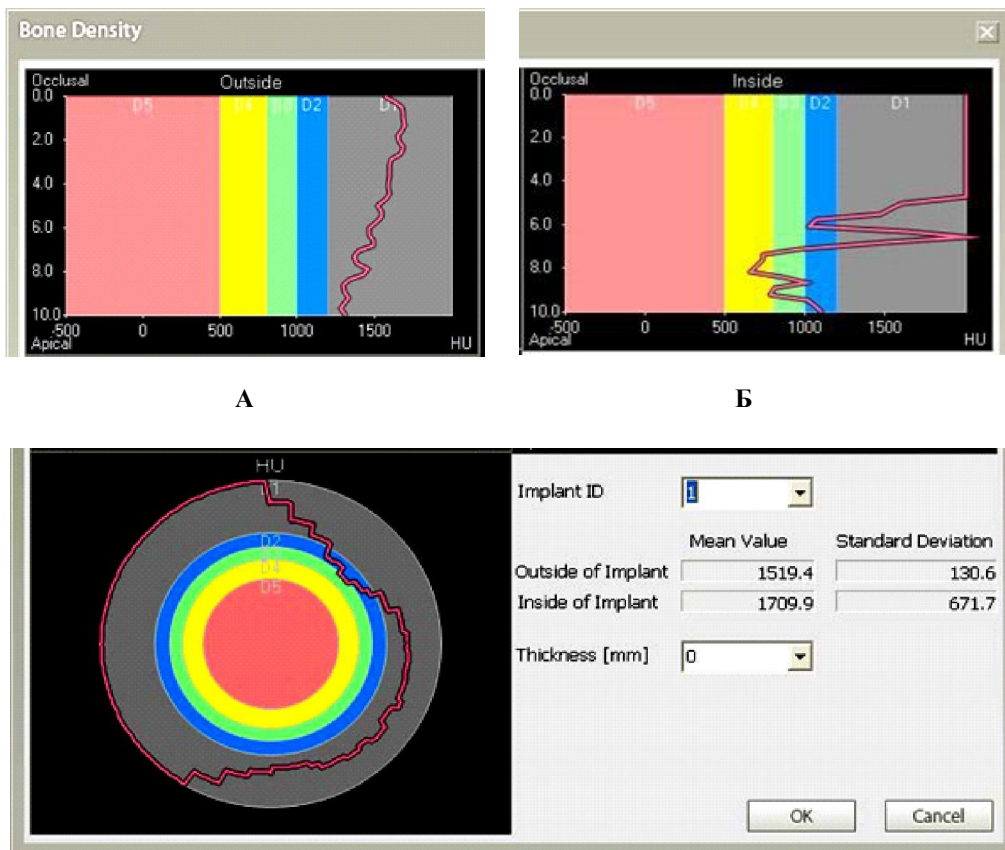 Bone Density
Occlusal
Outside
0.0
D5
D4
D3
D2
D1
2.0
4.0
6.0
8.0
10.0
-500
0
500
1000
1500
Apical
HU
Occlusal
Inside
0.0
D5
D4
D3
D2
D1
2.0
4.0
6.0
8.0
10.0
-500
0
500
1000
1500
Apical
HU
А
Б
HU
D2
D4
D5
Implant ID
1
Mean Value
Standard Deviation
Outside of Implant
1519.4
130.6
Inside of Implant
1709.9
671.7
Thickness [mm]
0
OK
Cancel